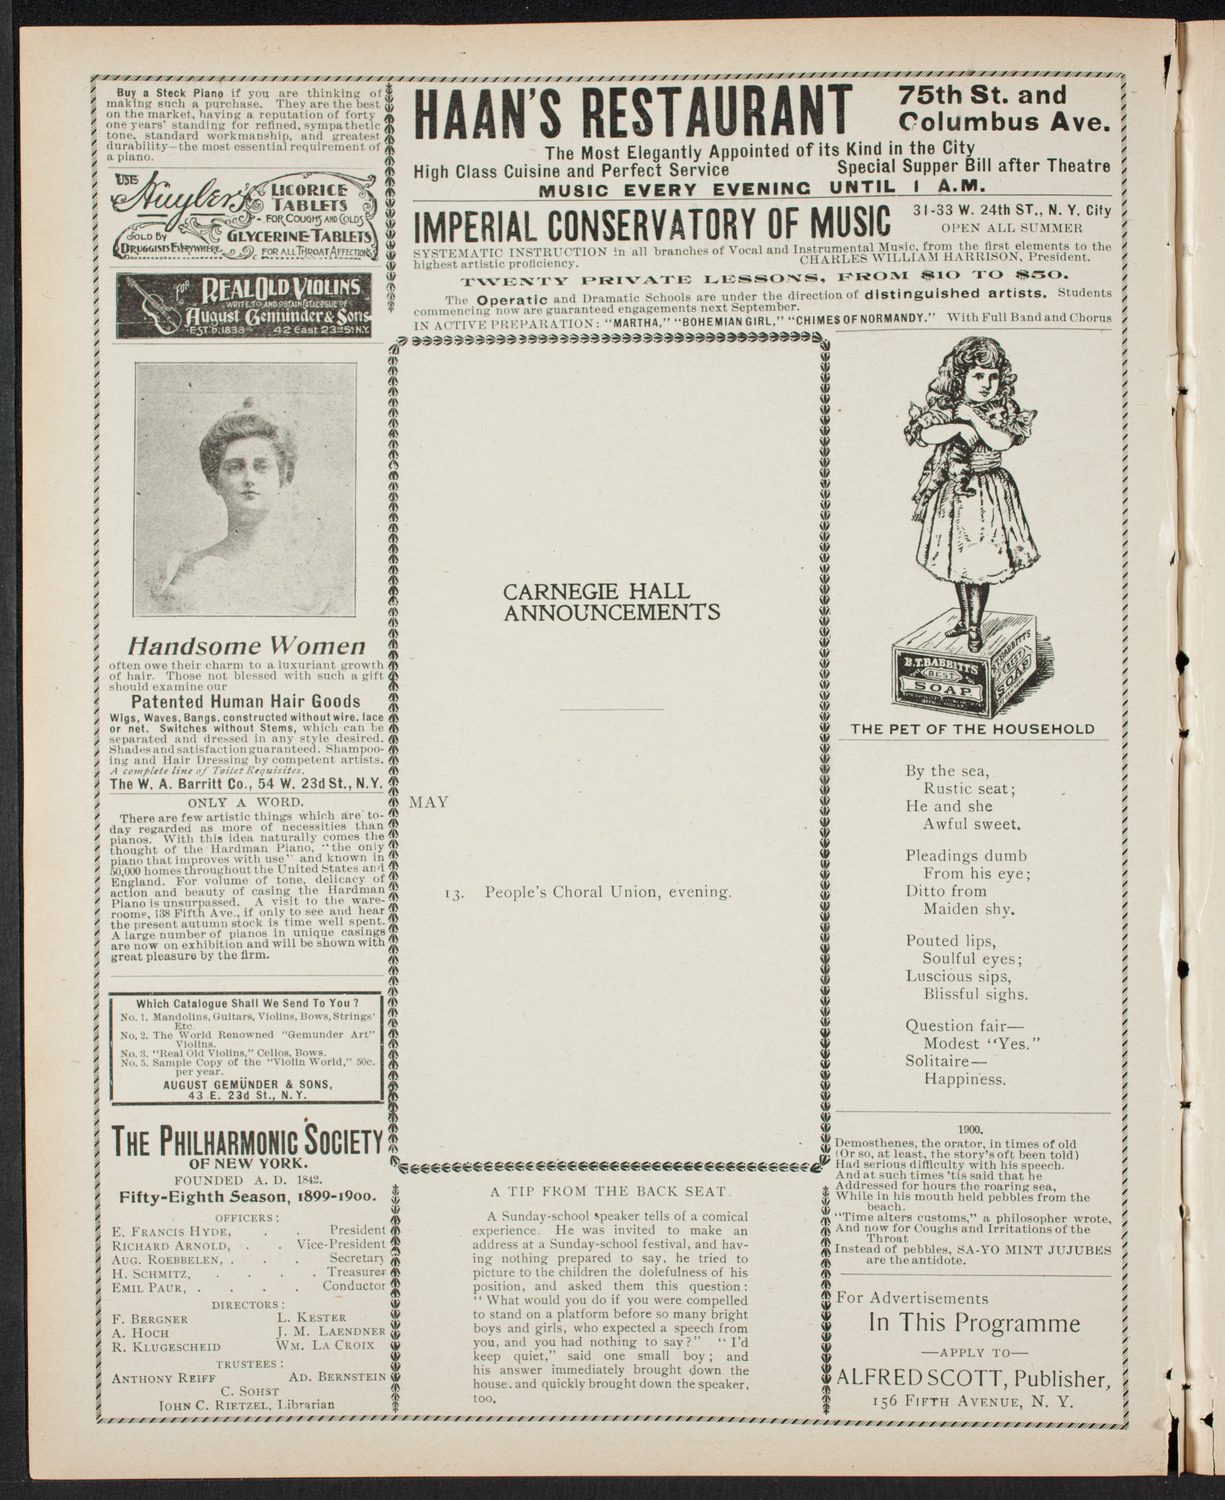 Buy a Steck Piano if you are thinking of
making such a purchase. They are the best
on the market, having a reputation of forty
one years' standing for refined, sympathetic
tone, standard workmanship, and greatest
durability—the most essential requirement of
a piano.
USE
Huyler's
LICORICE
TABLETS
FOR COUGHS AND COLDS
SOLD BY
DRUGGISTS EVERYWHERE
GLYCERINE-TABLETS
FOR ALL THROAT AFFECTIONS
FOR REAL OLD VIOLINS
WRITE TO AND OBTAIN CATALOGUE OF
August Gemünder & Sons
EST'D. 1838 42 East 23rd St. N.Y.
Handsome Women
often owe their charm to a luxuriant growth
of hair. Those not blessed with such a gift
should examine our
Patented Human Hair Goods
Wigs, Waves, Bangs, constructed without wire, lace
or net. Switches without Stems, which can be
separated and dressed in any style desired.
Shades and satisfaction guaranteed. Shampoo-
ing and Hair Dressing by competent artists.
A complete line of Toilet Requisites.
The W. A. Barritt Co., 54 W. 23d St., N.Y.
ONLY A WORD.
There are few artistic things which are to-
day regarded as more of necessities than
pianos. With this idea naturally comes the
thought of the Hardman Piano, "the only
piano that improves with use" and known in
50,000 homes throughout the United States and
England. For volume of tone, delicacy of
action and beauty of casing the Hardman
Piano is unsurpassed. A visit to the ware-
rooms, 138 Fifth Ave., if only to see and hear
the present autumn stock is time well spent.
A large number of pianos in unique casings
are now on exhibition and will be shown with
great pleasure by the firm.
Which Catalogue Shall We Send To You?
No. 1. Mandolins, Guitars, Violins, Bows, Strings'
Etc.
No. 2. The World Renowned "Gemunder Art"
Violins.
No. 3. "Real Old Violins," Cellos, Bows.
No. 5. Sample Copy of the "Violin World," 50c.
per year.
AUGUST GEMÜNDER & SONS,
43 E. 23d St., N. Y.
THE PHILHARMONIC SOCIETY
OF NEW YORK.
FOUNDED A. D. 1842.
Fifty-Eighth Season, 1899-1900.
OFFICERS:
E. FRANCIS HYDE, . . President
RICHARD ARNOLD, . . Vice-President
AUG. ROEBBELEN, . . . Secretary
H. SCHMITZ, . . . . Treasurer
EMIL PAUR, . . . . Conductor
DIRECTORS:
F. BERGNER L. KESTER
A. HOCH J. M. LAENDNER
R. KLUGESCHEID WM. LA CROIX
TRUSTEES:
ANTHONY REIFF AD. BERNSTEIN
C. SOHST
JOHN C. RIETZEL, Librarian
HAAN'S RESTAURANT 75th St. and
Columbus Ave.
The Most Elegantly Appointed of its Kind in the City
High Class Cuisine and Perfect Service Special Supper Bill after Theatre
MUSIC EVERY EVENING UNTIL 1 A.M.
IMPERIAL CONSERVATORY OF MUSIC 31-33 W. 24th ST., N. Y. City
OPEN ALL SUMMER
SYSTEMATIC INSTRUCTION in all branches of Vocal and Instrumental Music, from the first elements to the
highest artistic proficiency. CHARLES WILLIAM HARRISON, President.
TWENTY PRIVATE LESSONS, FROM $10 TO $50.
The Operatic and Dramatic Schools are under the direction of distinguished artists. Students
commencing now are guaranteed engagements next September.
IN ACTIVE PREPARATION: "MARTHA," "BOHEMIAN GIRL," "CHIMES OF NORMANDY." With Full Band and Chorus
CARNEGIE HALL
ANNOUNCEMENTS
MAY
13. People's Choral Union, evening.
A TIP FROM THE BACK SEAT.
A Sunday-school speaker tells of a comical
experience. He was invited to make an
address at a Sunday-school festival, and hav-
ing nothing prepared to say, he tried to
picture to the children the dolefulness of his
position, and asked them this question:
"What would you do if you were compelled
to stand on a platform before so many bright
boys and girls, who expected a speech from
you, and you had nothing to say?" "I'd
keep quiet," said one small boy; and
his answer immediately brought down the
house, and quickly brought down the speaker,
too.
B.T. BABBITT'S
BEST
SOAP
B.T. BABBITT'S
BEST
SOAP
THE PET OF THE HOUSEHOLD
By the sea,
Rustic seat;
He and she
Awful sweet.
Pleadings dumb
From his eye;
Ditto from
Maiden shy.
Pouted lips,
Soulful eyes;
Luscious sips,
Blissful sighs.
Question fair—
Modest "Yes."
Solitaire—
Happiness.
1900.
Demosthenes, the orator, in times of old
(Or so, at least, the story's oft been told)
Had serious difficulty with his speech.
And at such times 'tis said that he
Addressed for hours the roaring sea,
While in his mouth held pebbles from the
beach.
"Time alters customs," a philosopher wrote,
And now for Coughs and Irritations of the
Throat
Instead of pebbles, SA-YO MINT JUJUBES
are the antidote.
For Advertisements
In This Programme
—APPLY TO—
ALFRED SCOTT, Publisher,
156 FIFTH AVENUE, N. Y.